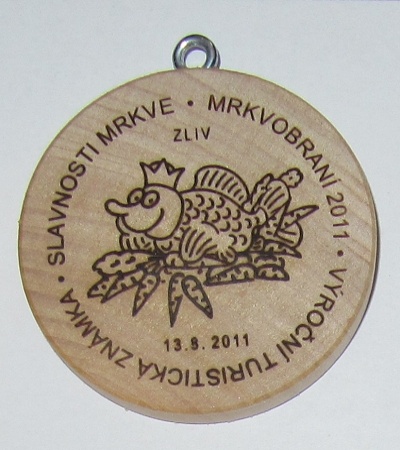 SLAVNOSTI MRKVE • MRKVOBRANÍ 2011 • VÝROČNÍ TURISTICKÁ ZNÁMKA •
ZLIV
13.8.2011